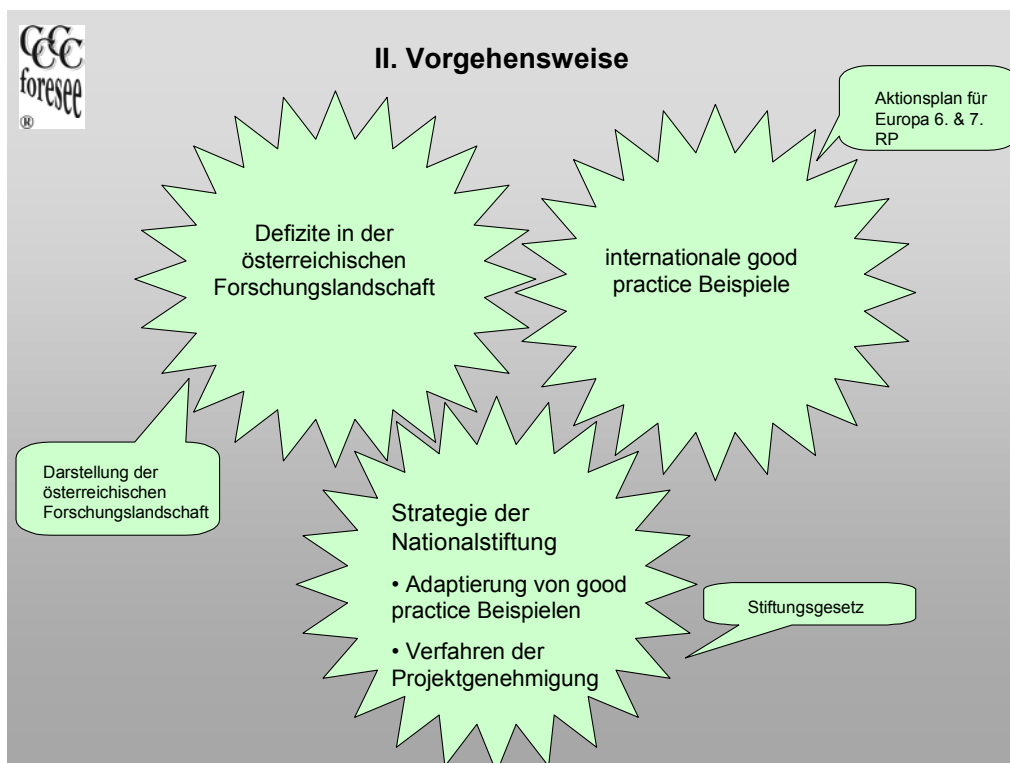 CCCC
foresee
®
II. Vorgehensweise
Aktionsplan für
Europa 6. & 7.
RP
Defizite in der
österreichischen
Forschungslandschaft
internationale good
practice Beispiele
Darstellung der
österreichischen
Forschungslandschaft
Strategie der
Nationalstiftung
• Adaptierung von good
practice Beispielen
• Verfahren der
Projektgenehmigung
Stiftungsgesetz